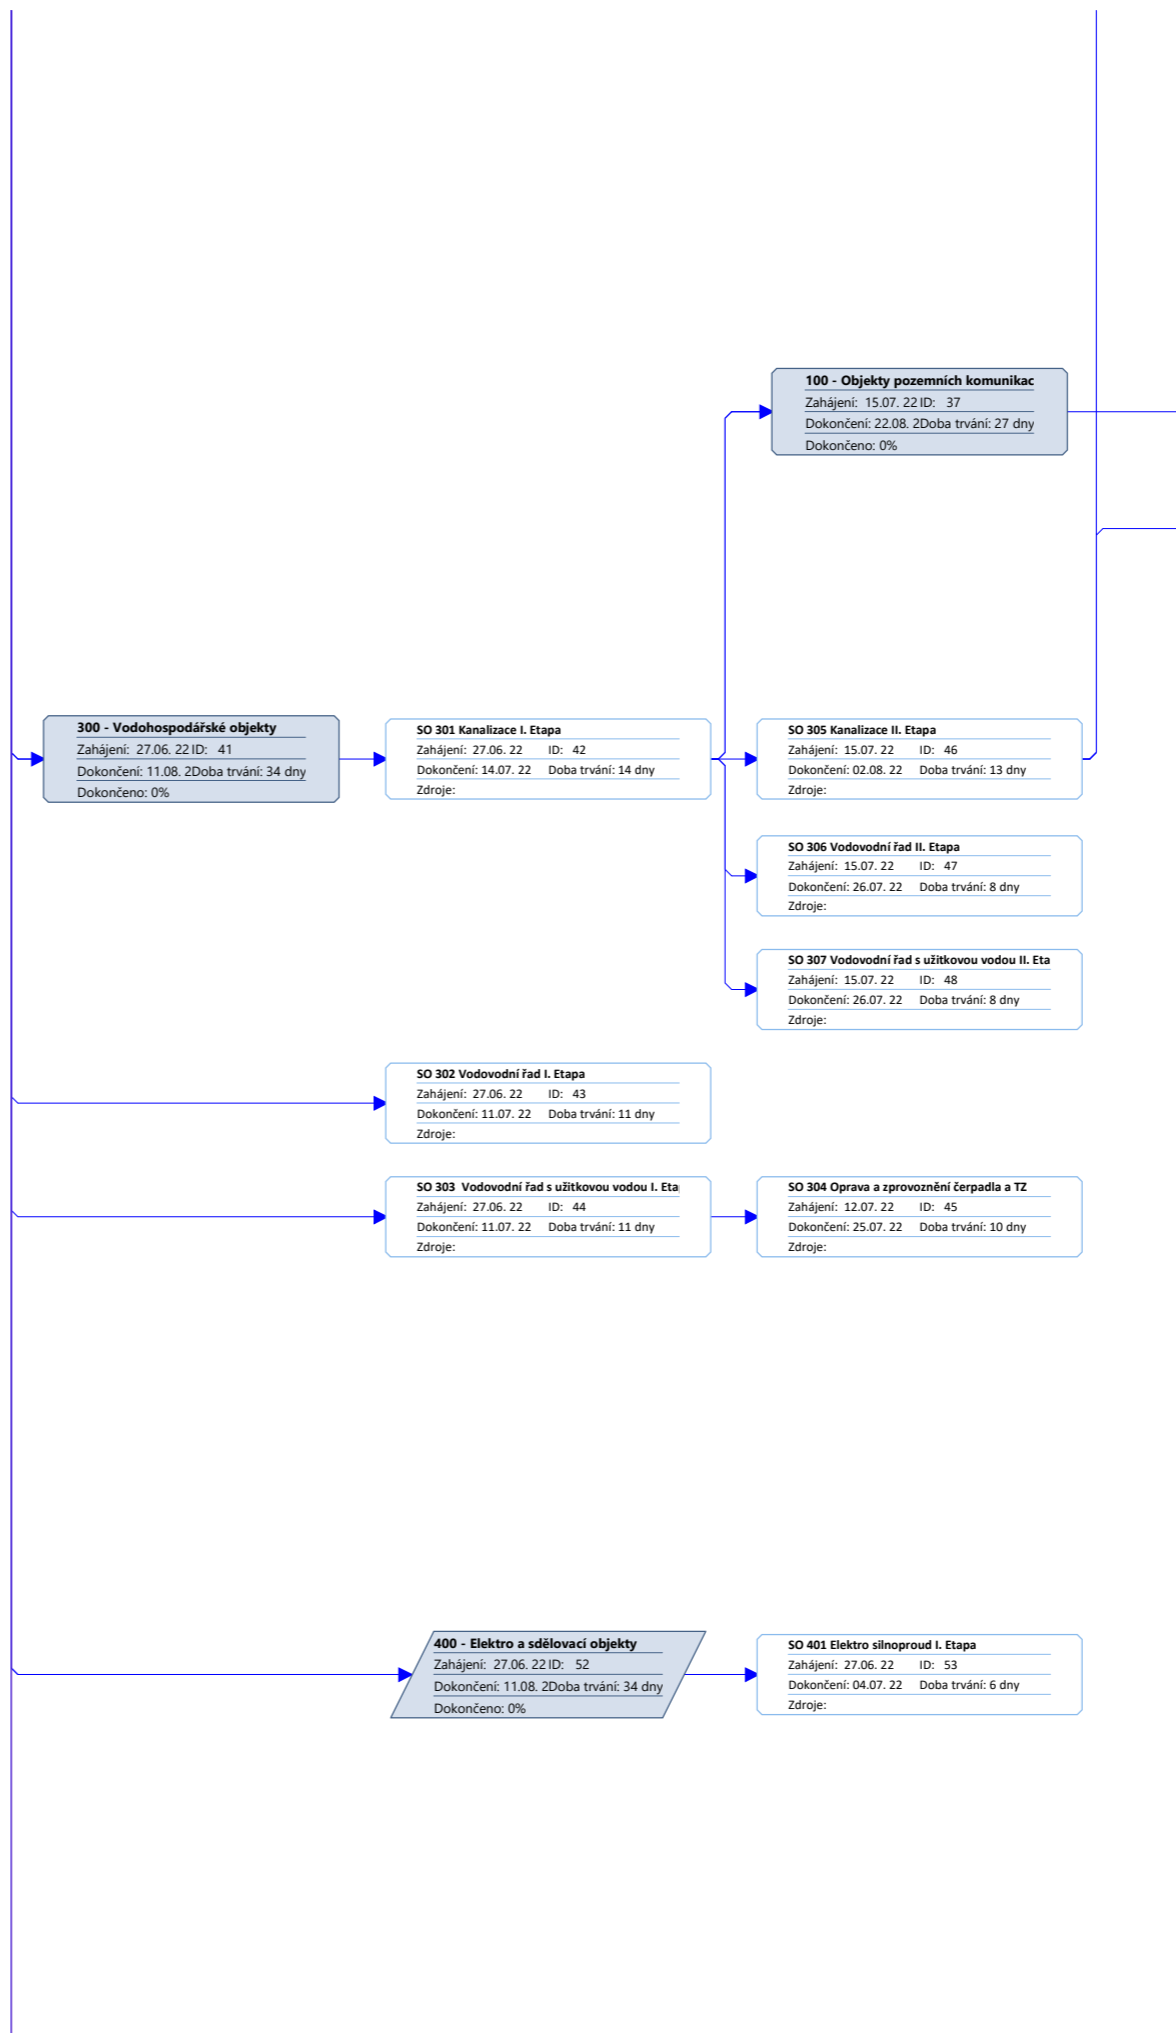 100 - Objekty pozemních komunikac
Zahájení: 15.07. 22 ID: 37
Dokončení: 22.08. 2Doba trvání: 27 dny
Dokončeno: 0%
300 - Vodohospodářské objekty
Zahájení: 27.06. 22 ID: 41
Dokončení: 11.08. 2Doba trvání: 34 dny
Dokončeno: 0%
SO 301 Kanalizace I. Etapa
Zahájení: 27.06. 22 ID: 42
Dokončení: 14.07. 22 Doba trvání: 14 dny
Zdroje:
SO 305 Kanalizace II. Etapa
Zahájení: 15.07. 22 ID: 46
Dokončení: 02.08. 22 Doba trvání: 13 dny
Zdroje:
SO 306 Vodovodní řad II. Etapa
Zahájení: 15.07. 22 ID: 47
Dokončení: 26.07. 22 Doba trvání: 8 dny
Zdroje:
SO 307 Vodovodní řad s užitkovou vodou II. Eta
Zahájení: 15.07. 22 ID: 48
Dokončení: 26.07. 22 Doba trvání: 8 dny
Zdroje:
SO 302 Vodovodní řad I. Etapa
Zahájení: 27.06. 22 ID: 43
Dokončení: 11.07. 22 Doba trvání: 11 dny
Zdroje:
SO 303 Vodovodní řad s užitkovou vodou I. Etap
Zahájení: 27.06. 22 ID: 44
Dokončení: 11.07. 22 Doba trvání: 11 dny
Zdroje:
SO 304 Oprava a zprovoznění čerpadla a TZ
Zahájení: 12.07. 22 ID: 45
Dokončení: 25.07. 22 Doba trvání: 10 dny
Zdroje:
400 - Elektro a sdělovací objekty
Zahájení: 27.06. 22 ID: 52
Dokončení: 11.08. 2Doba trvání: 34 dny
Dokončeno: 0%
SO 401 Elektro silnoproud I. Etapa
Zahájení: 27.06. 22 ID: 53
Dokončení: 04.07. 22 Doba trvání: 6 dny
Zdroje: